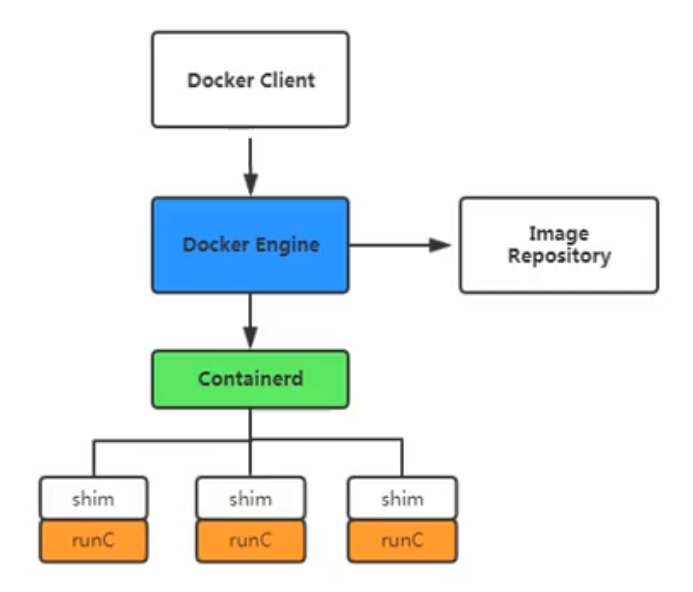 Docker Client
Docker Engine
Image
Repository
Containerd
shim
shim
shim
runC
runC
runC